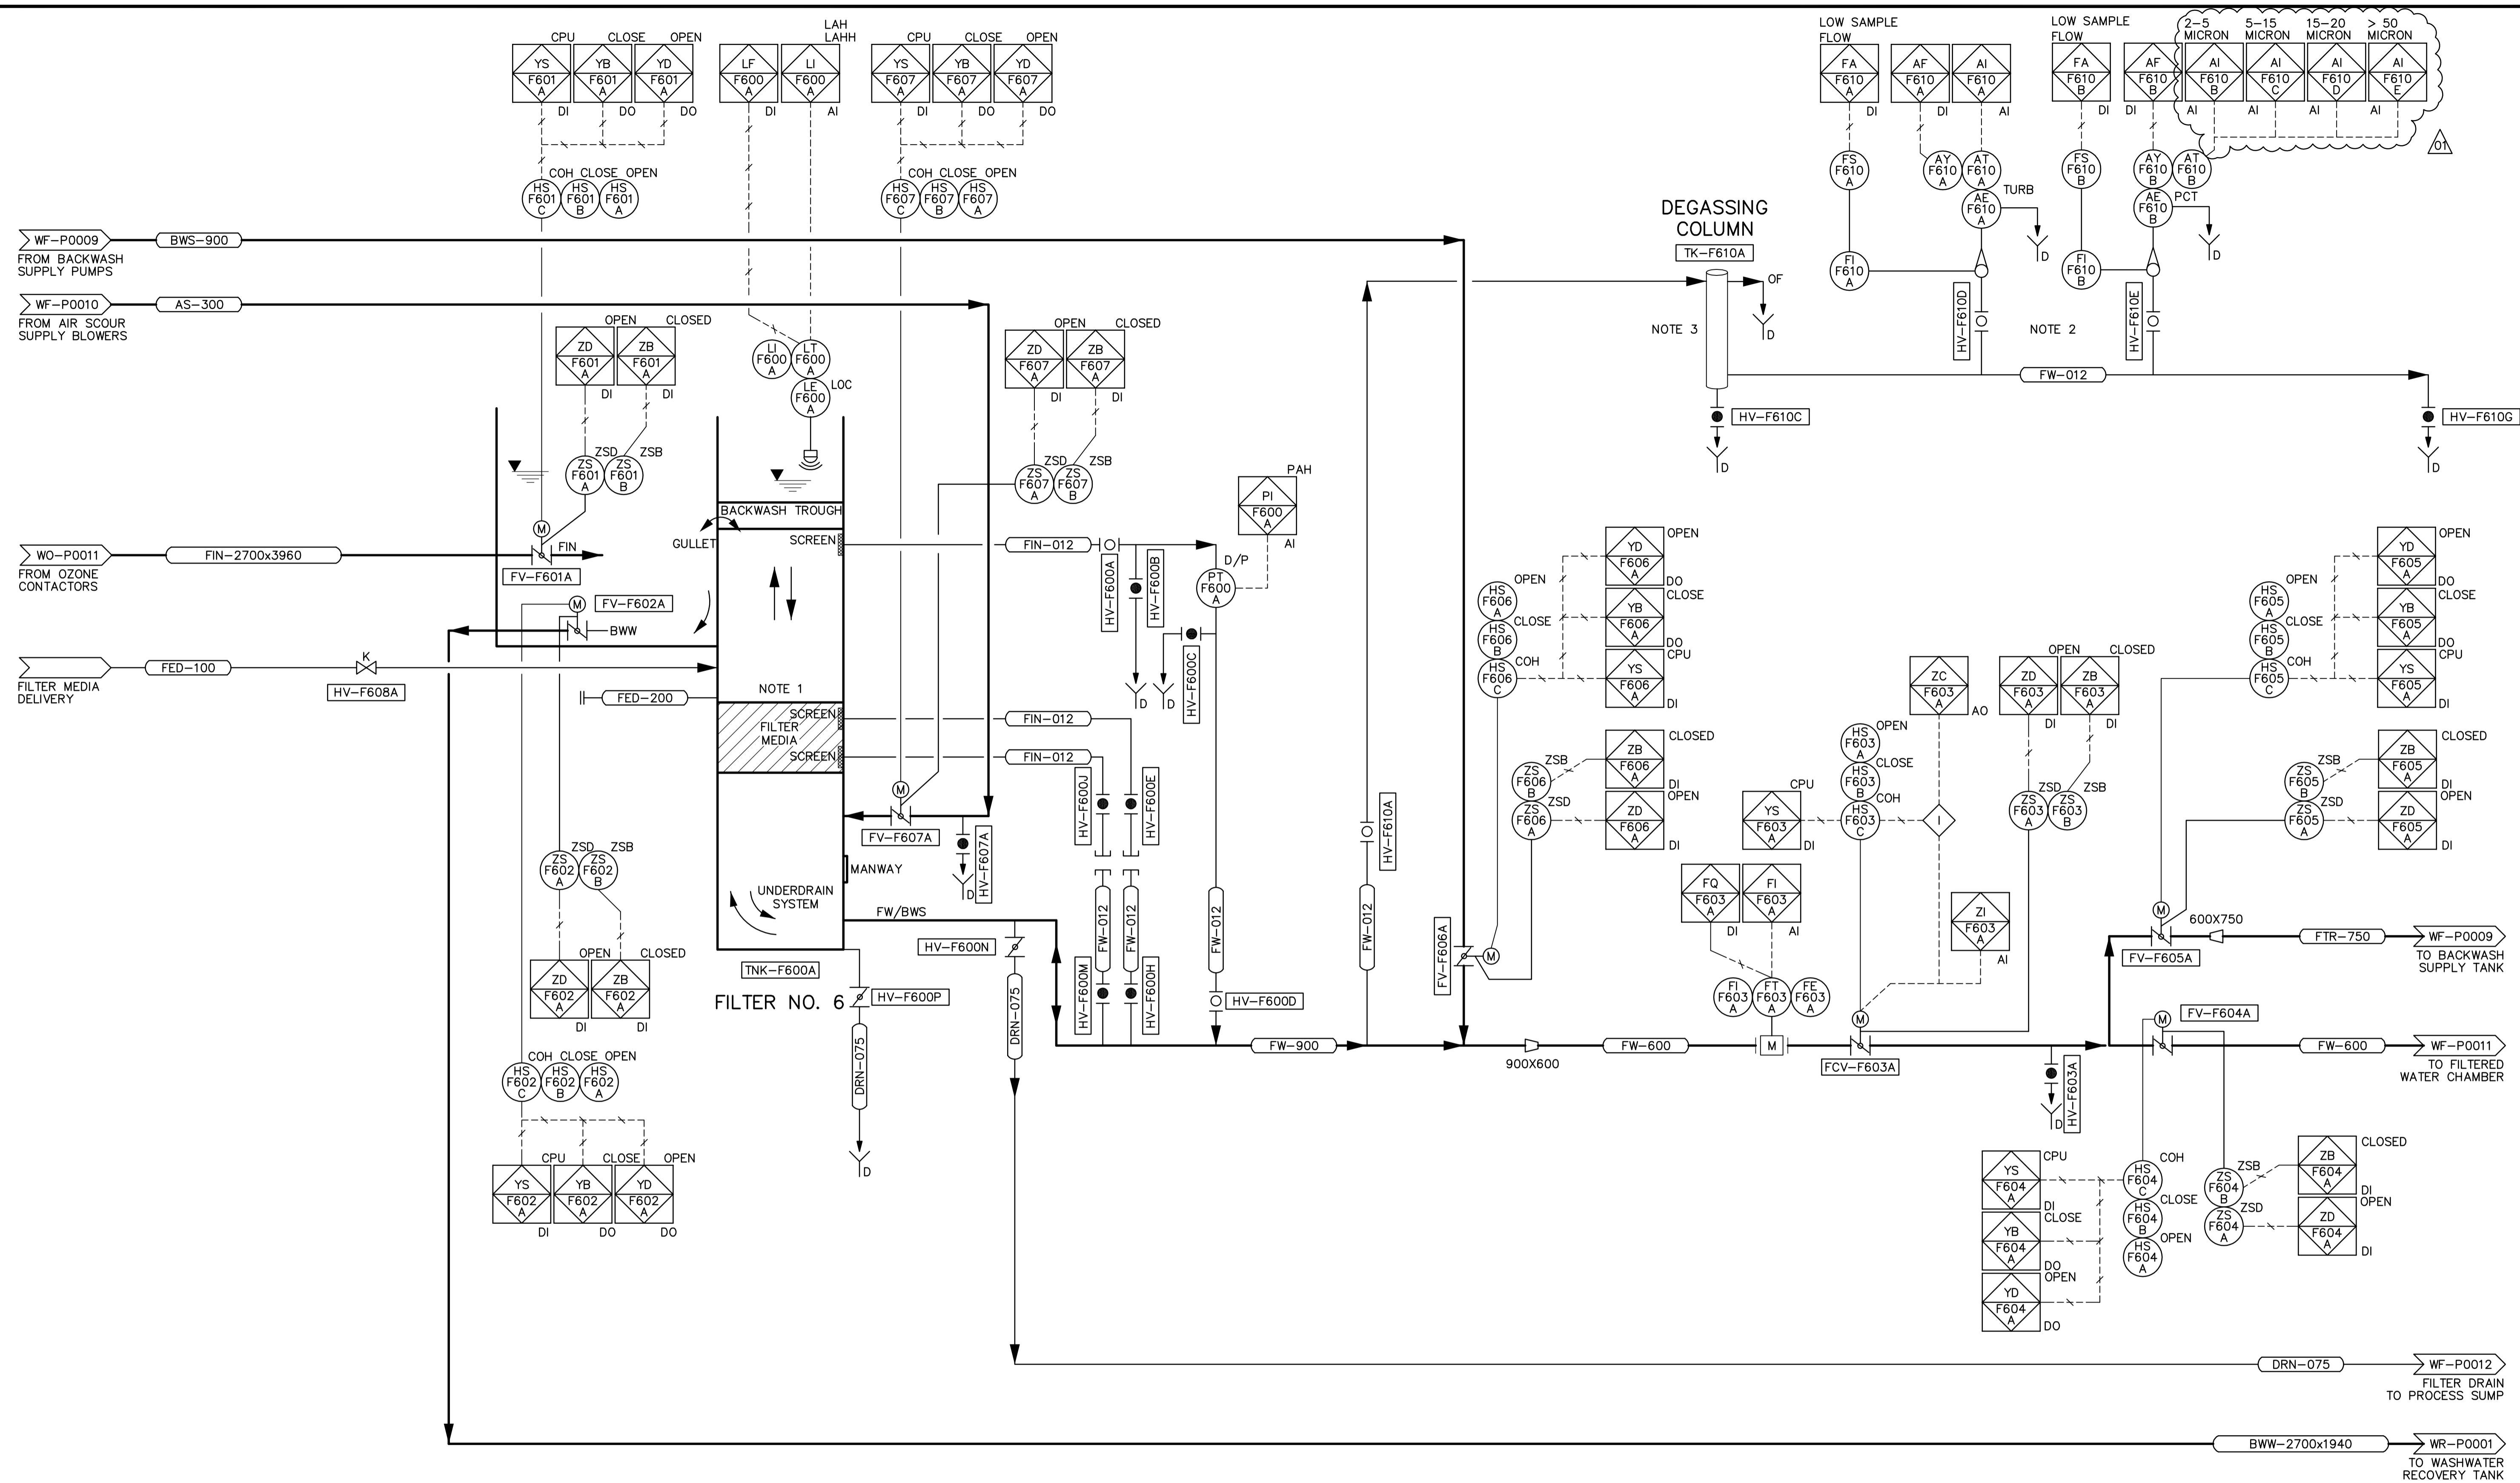 LAH
LAHH
CPU CLOSE OPEN
YS F601 A DI
YB F601 A DO
YD F601 A DO
LF F600 A DI
LI F600 A AI
CPU CLOSE OPEN
YS F607 A DI
YB F607 A DO
YD F607 A DO
COH CLOSE OPEN
HS F601 C
HS F601 B
HS F601 A
COH CLOSE OPEN
HS F607 C
HS F607 B
HS F607 A
LOW SAMPLE
FLOW
FA F610 A DI
AF F610 A DI
AI F610 A AI
LOW SAMPLE
FLOW
FA F610 B DI
AF F610 B DI
2-5
MICRON
AI F610 B AI
5-15
MICRON
AI F610 C AI
15-20
MICRON
AI F610 D AI
> 50
MICRON
AI F610 E AI
01
FS F610 A
AY F610 A
AT F610 A
AE F610 A
TURB
D
FI F610 A
FS F610 B
AY F610 B
AT F610 B
AE F610 B
PCT
D
FI F610 B
HV-F610D
HV-F610E
NOTE 2
DEGASSING
COLUMN
TK-F610A
OF
D
NOTE 3
FW-012
HV-F610C
D
HV-F610G
D
WF-P0009
BWS-900
FROM BACKWASH
SUPPLY PUMPS
WF-P0010
AS-300
FROM AIR SCOUR
SUPPLY BLOWERS
OPEN CLOSED
ZD F601 A DI
ZB F601 A DI
ZSD ZSB
ZS F601 A
ZS F601 B
LI F600 A
LT F600 A
LE F600 A
LOC
OPEN CLOSED
ZD F607 A DI
ZB F607 A DI
ZSD ZSB
ZS F607 A
ZS F607 B
WO-P0011
FIN-2700x3960
FROM OZONE
CONTACTORS
M
FIN
FV-F601A
M
FV-F602A
BWW
BACKWASH TROUGH
GULLET
SCREEN
FILTER MEDIA
DELIVERY
FED-100
K
HV-F608A
FED-200
NOTE 1
SCREEN
FILTER
MEDIA
SCREEN
FIN-012
HV-F600A
HV-F600B
D
PAH
PI F600 A AI
D/P
PT F600 A
HV-F600C
D
FIN-012
FIN-012
HV-F600J
HV-F600E
FW-012
FW-012
HV-F600M
HV-F600H
FW-012
HV-F600D
M
FV-F607A
HV-F607A
D
MANWAY
UNDERDRAIN
SYSTEM
FW/BWS
TNK-F600A
FILTER NO. 6
HV-F600P
DRN-075
D
HV-F600N
DRN-075
ZSD ZSB
ZS F602 A
ZS F602 B
OPEN CLOSED
ZD F602 A DI
ZB F602 A DI
COH CLOSE OPEN
HS F602 C
HS F602 B
HS F602 A
CPU CLOSE OPEN
YS F602 A DI
YB F602 A DO
YD F602 A DO
HV-F610A
FW-012
FW-900
FV-F606A
M
OPEN
HS F606 A
CLOSE
HS F606 B
COH
HS F606 C
OPEN
YD F606 A DO
CLOSE
YB F606 A DO
CPU
YS F606 A DI
ZSB
ZS F606 B
ZSD
ZS F606 A
CLOSED
ZB F606 A DI
OPEN
ZD F606 A DI
900X600
FW-600
M
FQ F603 A DI
FI F603 A AI
FI F603 A
FT F603 A
FE F603 A
CPU
YS F603 A DI
OPEN
HS F603 A
CLOSE
HS F603 B
COH
HS F603 C
I
ZC F603 A AO
ZI F603 A AI
M
FCV-F603A
OPEN CLOSED
ZD F603 A DI
ZB F603 A DI
ZSD ZSB
ZS F603 A
ZS F603 B
HV-F603A
D
OPEN
HS F605 A
CLOSE
HS F605 B
COH
HS F605 C
OPEN
YD F605 A DO
CLOSE
YB F605 A DO
CPU
YS F605 A DI
ZSB
ZS F605 B
ZSD
ZS F605 A
CLOSED
ZB F605 A DI
OPEN
ZD F605 A DI
M
600X750
FV-F605A
FTR-750
WF-P0009
TO BACKWASH
SUPPLY TANK
M
FV-F604A
FW-600
WF-P0011
TO FILTERED
WATER CHAMBER
CPU
YS F604 A DI
CLOSE
YB F604 A DO
OPEN
YD F604 A DO
COH
HS F604 C
CLOSE
HS F604 B
OPEN
HS F604 A
ZSB
ZS F604 B
ZSD
ZS F604 A
CLOSED
ZB F604 A DI
OPEN
ZD F604 A DI
DRN-075
WF-P0012
FILTER DRAIN
TO PROCESS SUMP
BWW-2700x1940
WR-P0001
TO WASHWATER
RECOVERY TANK